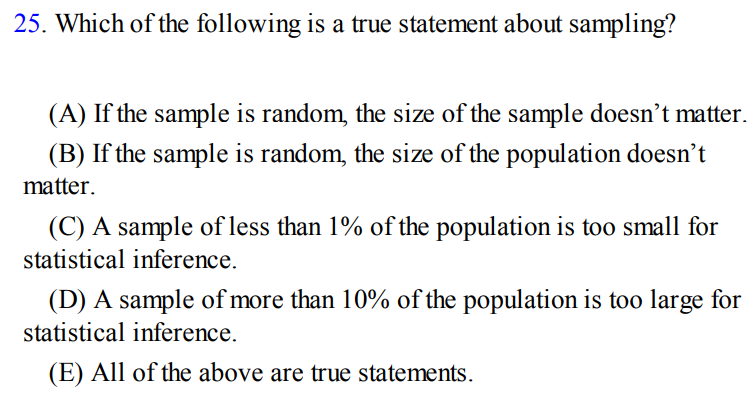 25. Which of the following is a true statement about sampling?
(A) If the sample is random, the size of the sample doesn’t matter.
(B) If the sample is random, the size of the population doesn’t
matter.
(C) A sample of less than 1% of the population is too small for
statistical inference.
(D) A sample of more than 10% of the population is too large for
statistical inference.
(E) All of the above are true statements.